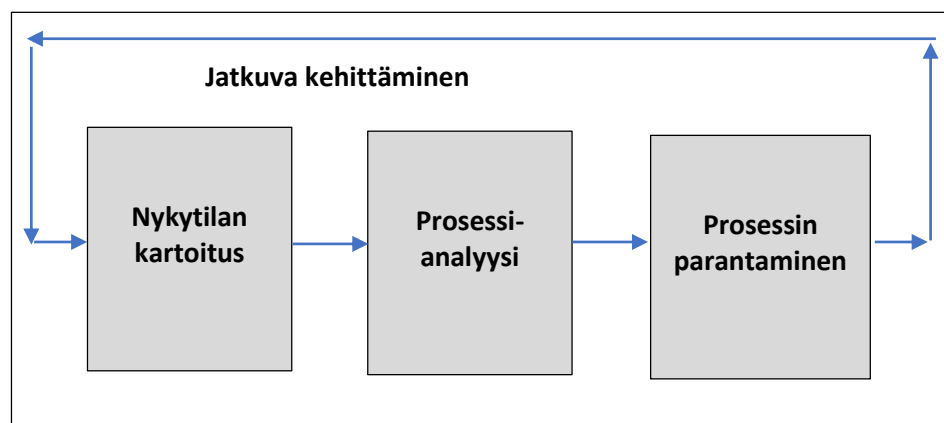 Jatkuva kehittäminen
Nykytilan
kartoitus
Prosessi-
analyysi
Prosessin
parantaminen